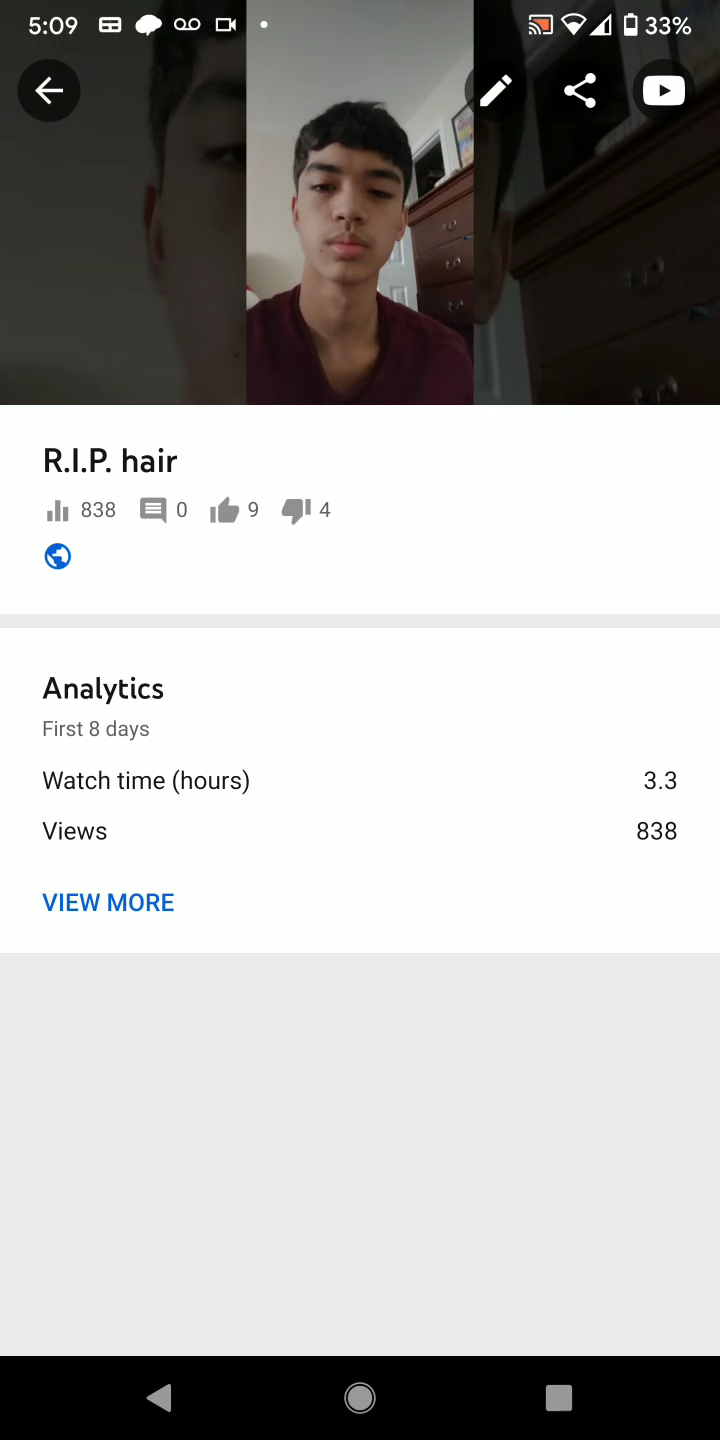 5:09 33%
R.I.P. hair
838 0 9 4
Analytics
First 8 days
Watch time (hours) 3.3
Views 838
VIEW MORE